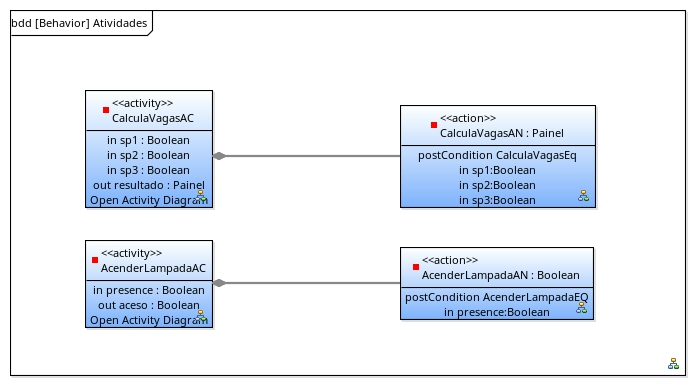 bdd [Behavior] Atividades
<<activity>>
CalculaVagasAC
in sp1 : Boolean
in sp2 : Boolean
in sp3 : Boolean
out resultado : Painel
Open Activity Diagram
<<action>>
CalculaVagasAN : Painel
postCondition CalculaVagasEq
in sp1:Boolean
in sp2:Boolean
in sp3:Boolean
<<activity>>
AcenderLampadaAC
in presence : Boolean
out aceso : Boolean
Open Activity Diagram
<<action>>
AcenderLampadaAN : Boolean
postCondition AcenderLampadaEQ
in presence:Boolean